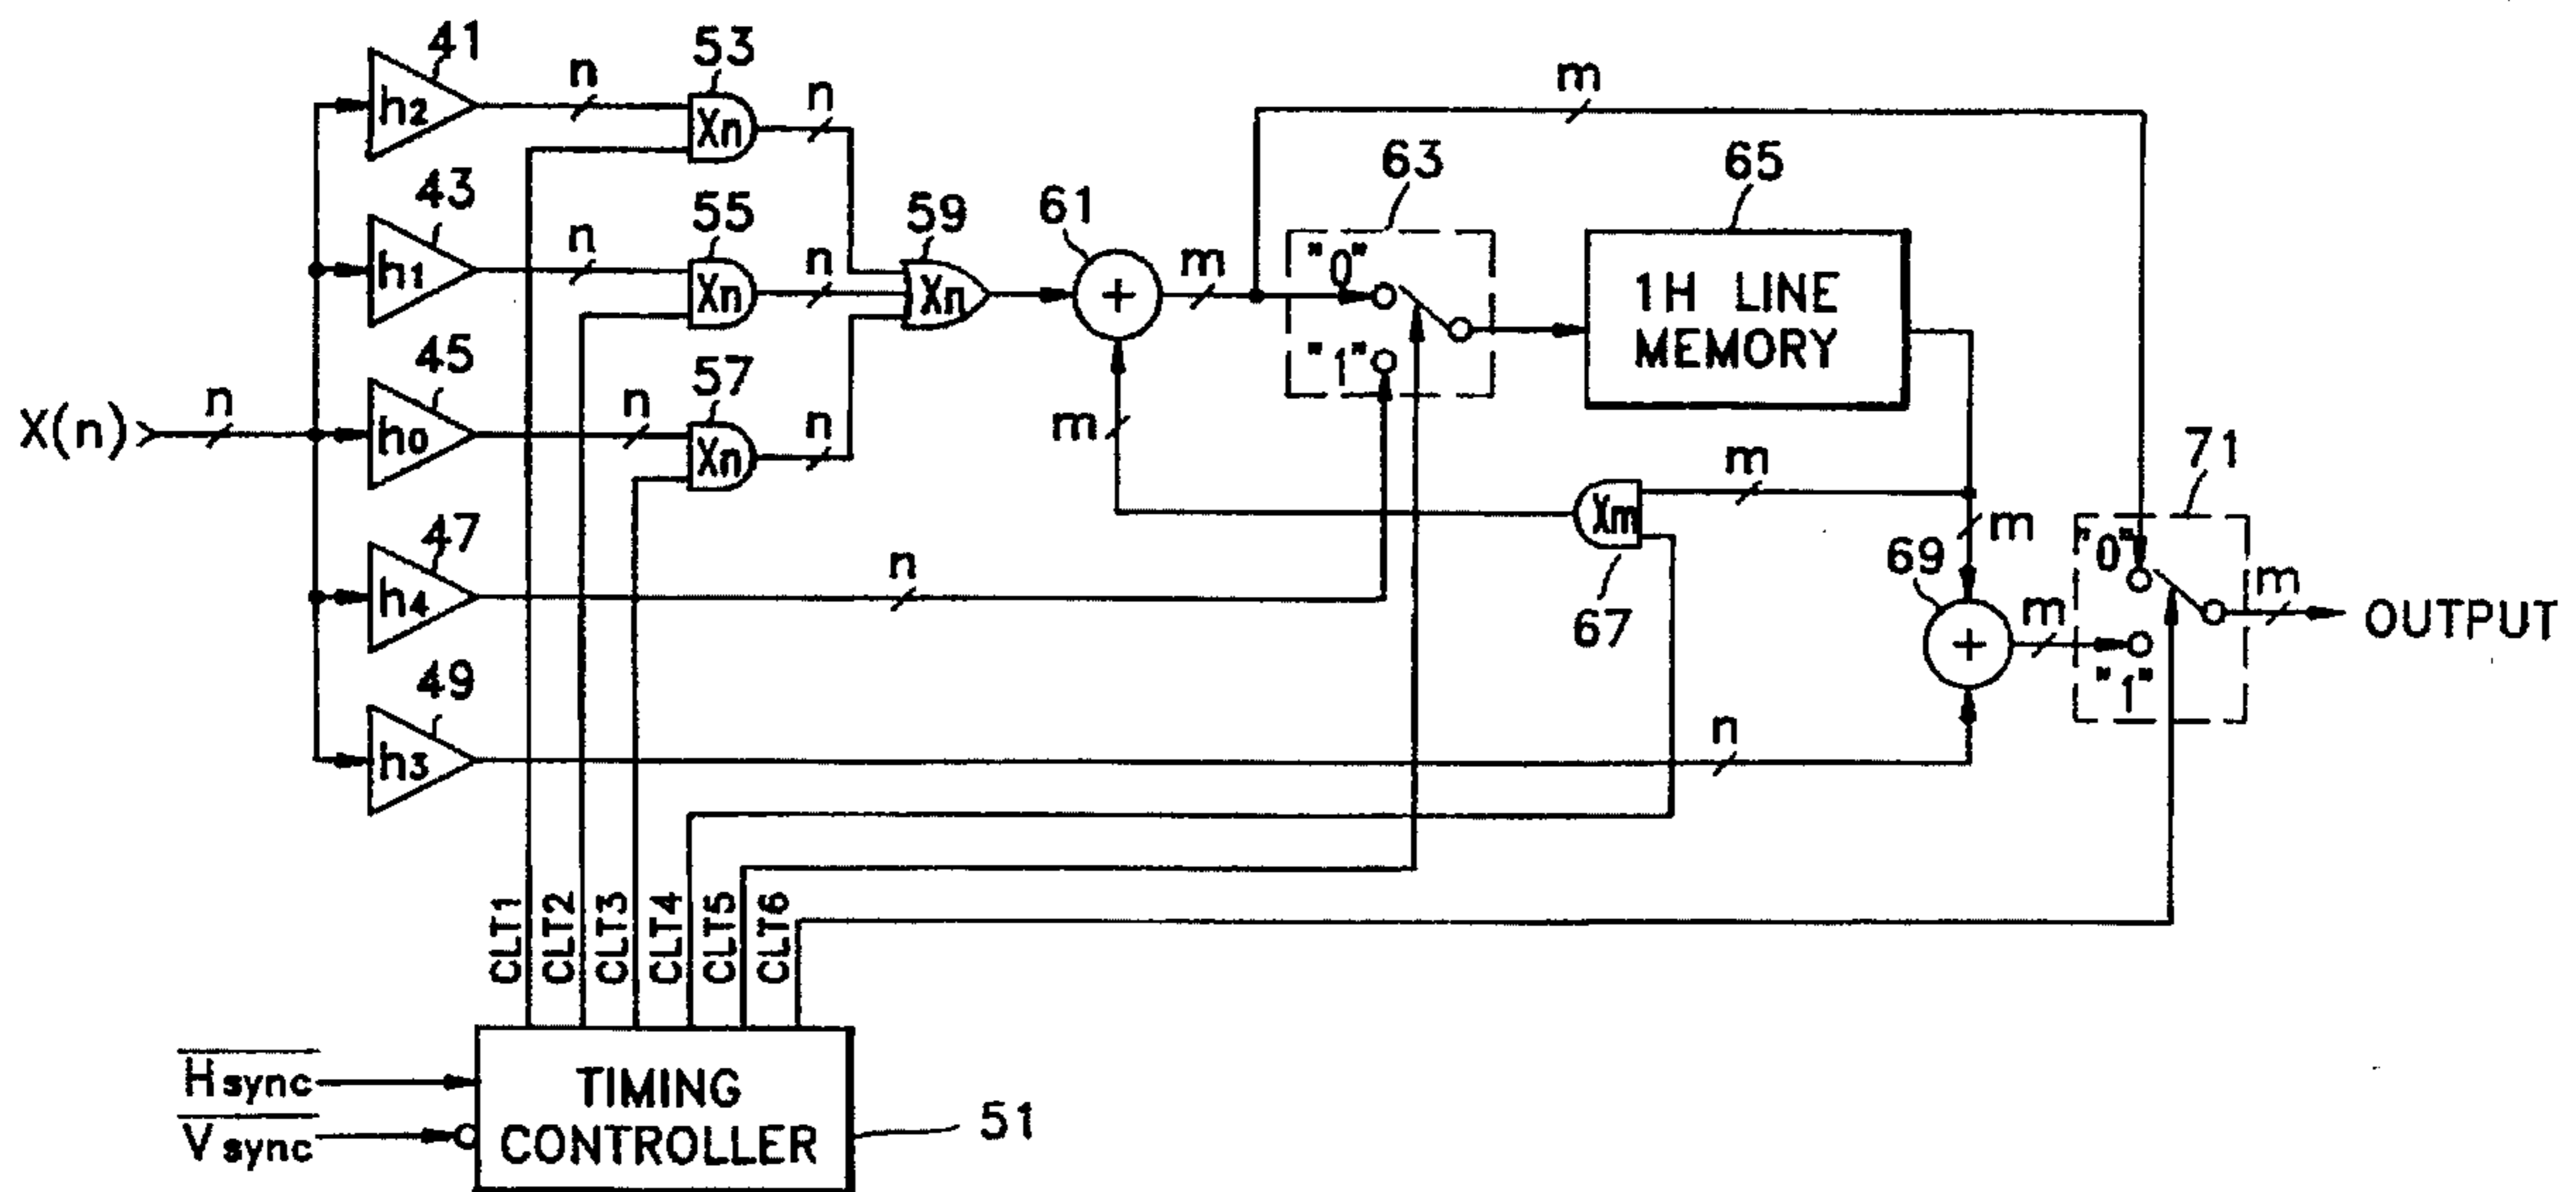 41
h2
n
53
Xn
n
m
43
h1
n
55
Xn
n
59
Xn
61
+
m
63
"0"
"1"
65
1H LINE
MEMORY
X(n)
n
45
h0
n
57
Xn
n
m
Xm
67
m
m
69
+
m
71
"0"
"1"
m
OUTPUT
47
h4
n
49
h3
n
CLT1
CLT2
CLT3
CLT4
CLT5
CLT6
Hsync
Vsync
TIMING
CONTROLLER
51